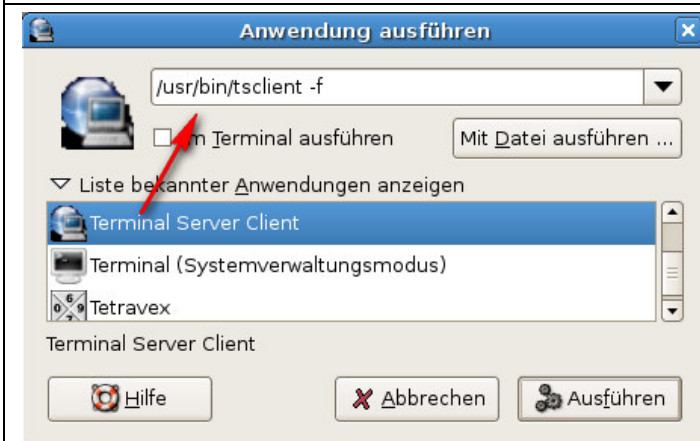 Anwendung ausführen
/usr/bin/tsclient -f
Im Terminal ausführen
Mit Datei ausführen ...
Liste bekannter Anwendungen anzeigen
Terminal Server Client
Terminal (Systemverwaltungsmodus)
Tetravex
Terminal Server Client
Hilfe
Abbrechen
Ausführen